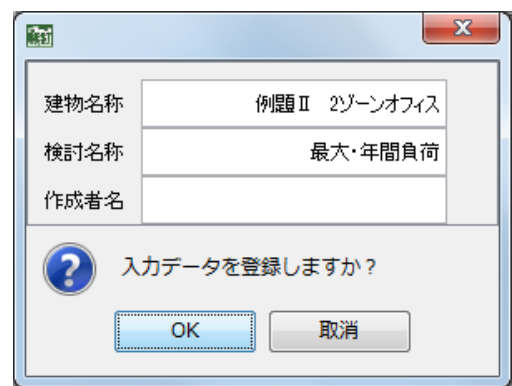 建物名称 例題Ⅱ 2ゾーンオフィス
検討名称 最大・年間負荷
作成者名
入力データを登録しますか？
OK 取消